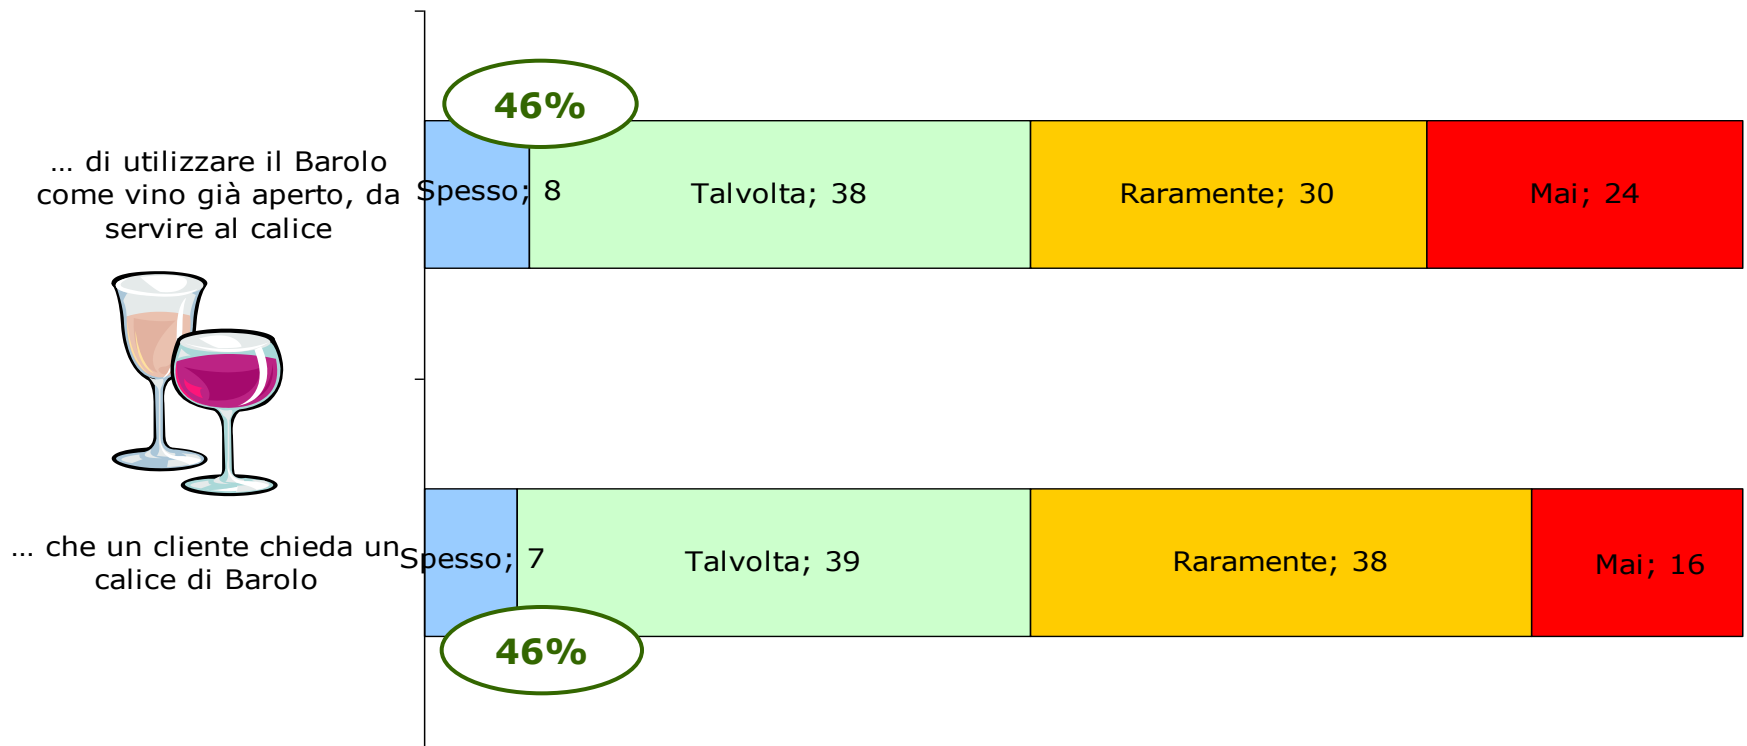 46%
... di utilizzare il Barolo
come vino già aperto, da
servire al calice
Spesso; 8
Talvolta; 38
Raramente; 30
Mai; 24
... che un cliente chieda un
calice di Barolo
Spesso; 7
Talvolta; 39
Raramente; 38
Mai; 16
46%